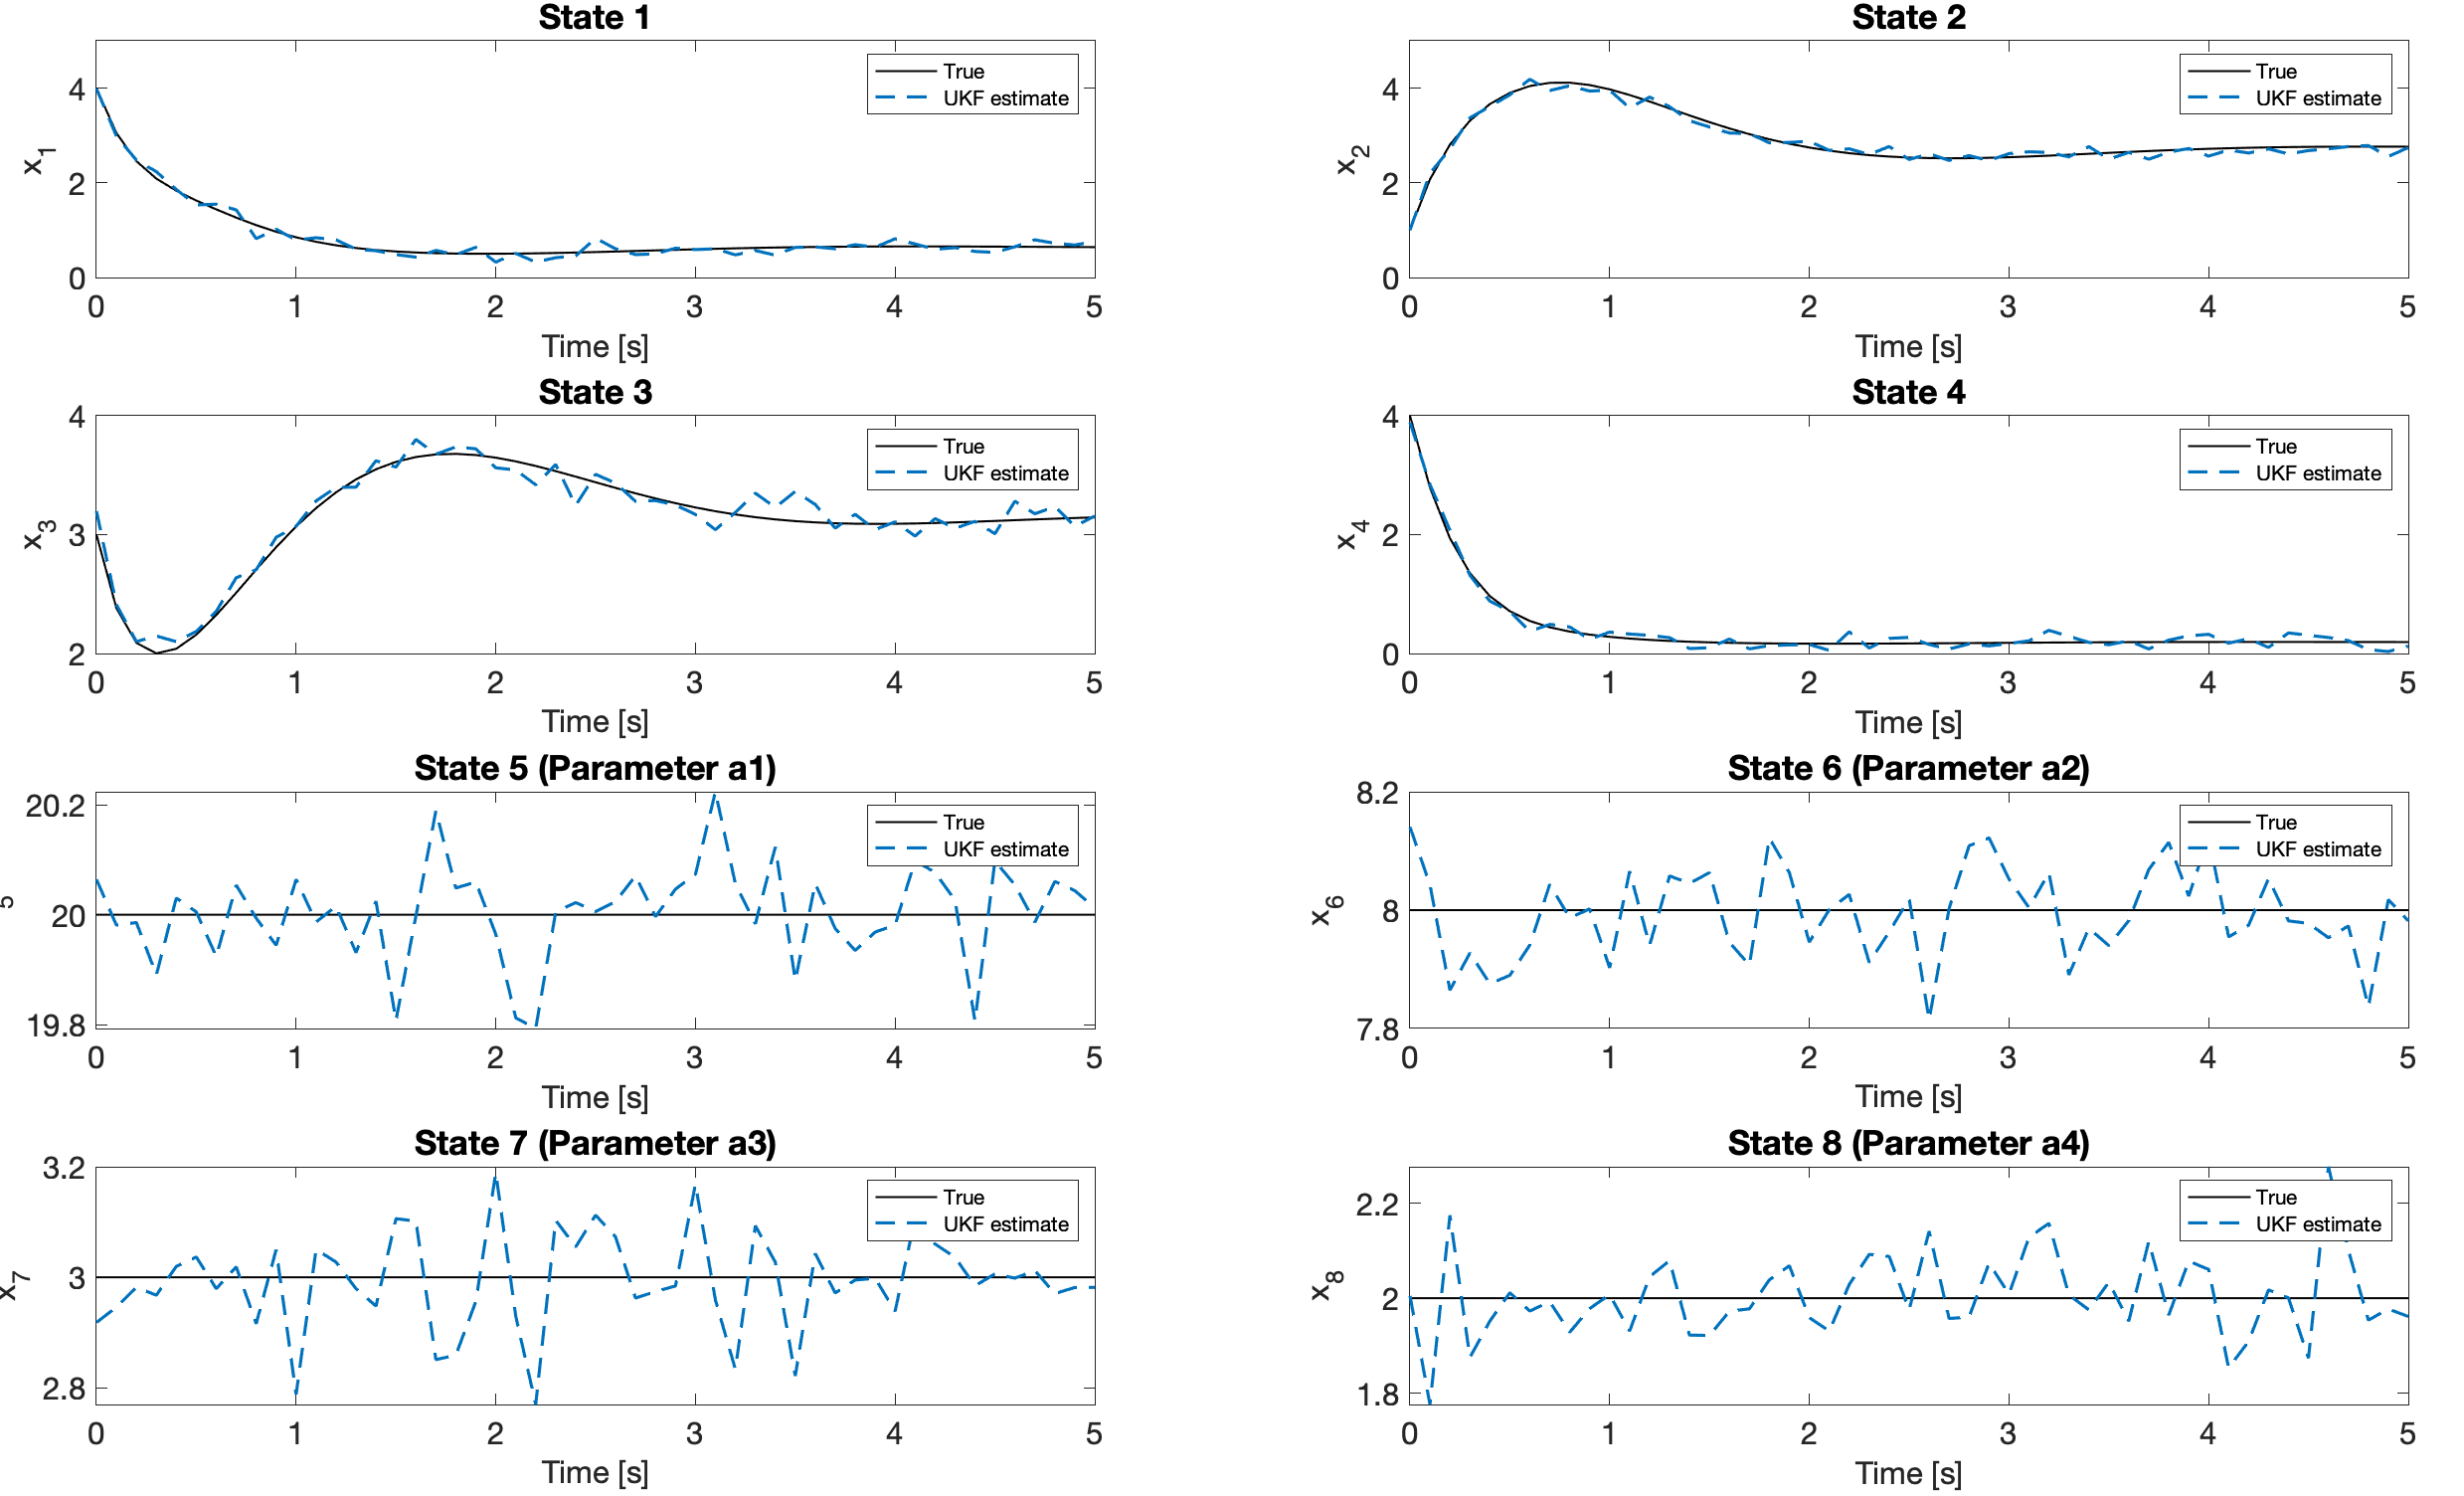 State 1
x1
4
2
0
True
UKF estimate
0 1 2 3 4 5
Time [s]
State 2
x2
4
2
0
True
UKF estimate
0 1 2 3 4 5
Time [s]
State 3
x3
4
3
2
True
UKF estimate
0 1 2 3 4 5
Time [s]
State 4
x4
4
2
0
True
UKF estimate
0 1 2 3 4 5
Time [s]
State 5 (Parameter a1)
5
20.2
20
19.8
True
UKF estimate
0 1 2 3 4 5
Time [s]
State 6 (Parameter a2)
x6
8.2
8
7.8
True
UKF estimate
0 1 2 3 4 5
Time [s]
State 7 (Parameter a3)
x7
3.2
3
2.8
True
UKF estimate
0 1 2 3 4 5
Time [s]
State 8 (Parameter a4)
x8
2.2
2
1.8
True
UKF estimate
0 1 2 3 4 5
Time [s]